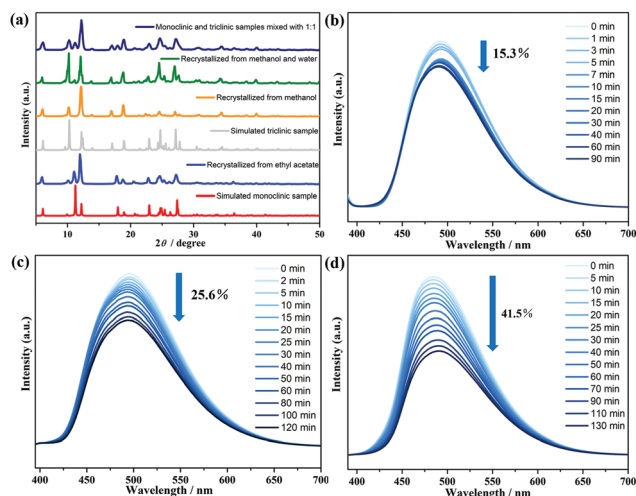 (a)
Monoclinic and triclinic samples mixed with 1:1
Recrystallized from methanol and water
Recrystallized from methanol
Simulated triclinic sample
Recrystallized from ethyl acetate
Simulated monoclinic sample
Intensity (a.u.)
10 20 30 40 50
2θ / degree
(b)
15.3%
0 min
1 min
3 min
5 min
7 min
10 min
15 min
20 min
30 min
40 min
60 min
90 min
Intensity (a.u.)
400 450 500 550 600 650 700
Wavelength / nm
(c)
25.6%
0 min
2 min
5 min
10 min
15 min
20 min
25 min
30 min
40 min
50 min
60 min
80 min
100 min
120 min
Intensity (a.u.)
400 450 500 550 600 650 700
Wavelength / nm
(d)
41.5%
0 min
5 min
10 min
15 min
20 min
25 min
30 min
40 min
50 min
60 min
70 min
90 min
110 min
130 min
Intensity (a.u.)
400 450 500 550 600 650 700
Wavelength / nm